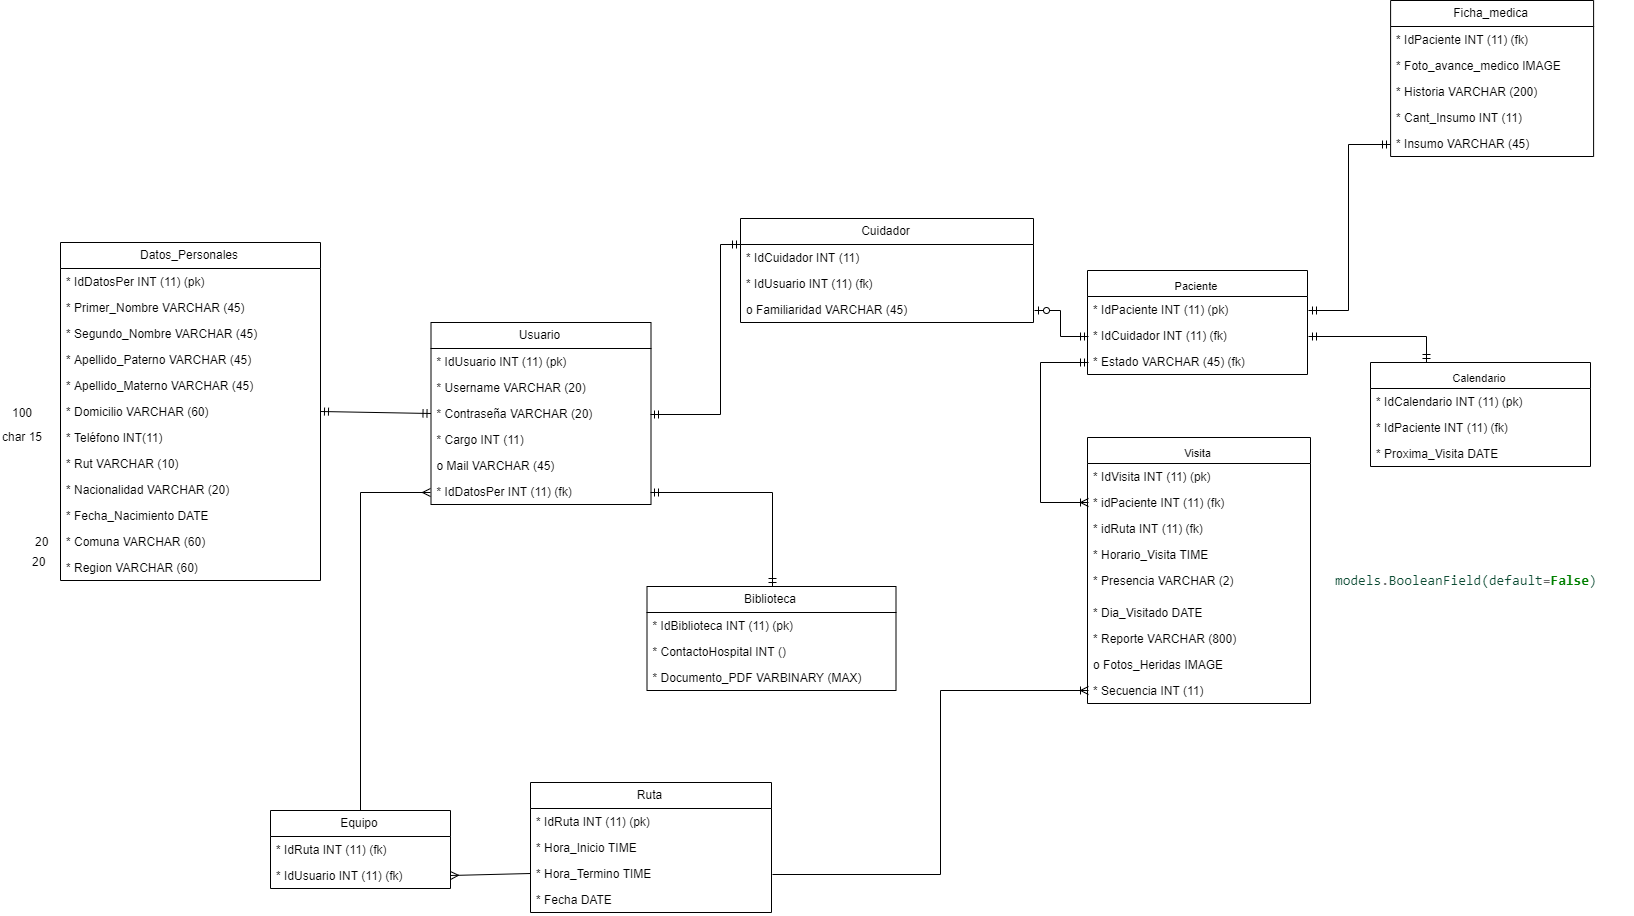 Ficha_medica
* IdPaciente INT (11) (fk)
* Foto_avance_medico IMAGE
* Historia VARCHAR (200)
* Cant_Insumo INT (11)
* Insumo VARCHAR (45)
Cuidador
* IdCuidador INT (11)
* IdUsuario INT (11) (fk)
o Familiaridad VARCHAR (45)
Datos_Personales
* IdDatosPer INT (11) (pk)
* Primer_Nombre VARCHAR (45)
* Segundo_Nombre VARCHAR (45)
* Apellido_Paterno VARCHAR (45)
* Apellido_Materno VARCHAR (45)
100
* Domicilio VARCHAR (60)
char 15
* Teléfono INT(11)
* Rut VARCHAR (10)
* Nacionalidad VARCHAR (20)
* Fecha_Nacimiento DATE
20
* Comuna VARCHAR (60)
20
* Region VARCHAR (60)
Paciente
* IdPaciente INT (11) (pk)
* IdCuidador INT (11) (fk)
* Estado VARCHAR (45) (fk)
Usuario
* IdUsuario INT (11) (pk)
* Username VARCHAR (20)
* Contraseña VARCHAR (20)
* Cargo INT (11)
o Mail VARCHAR (45)
* IdDatosPer INT (11) (fk)
Calendario
* IdCalendario INT (11) (pk)
* IdPaciente INT (11) (fk)
* Proxima_Visita DATE
Visita
* IdVisita INT (11) (pk)
* idPaciente INT (11) (fk)
* idRuta INT (11) (fk)
* Horario_Visita TIME
* Presencia VARCHAR (2)
models.BooleanField(default=False)
* Dia_Visitado DATE
* Reporte VARCHAR (800)
o Fotos_Heridas IMAGE
* Secuencia INT (11)
Biblioteca
* IdBiblioteca INT (11) (pk)
* ContactoHospital INT ()
* Documento_PDF VARBINARY (MAX)
Ruta
* IdRuta INT (11) (pk)
* Hora_Inicio TIME
* Hora_Termino TIME
* Fecha DATE
Equipo
* IdRuta INT (11) (fk)
* IdUsuario INT (11) (fk)